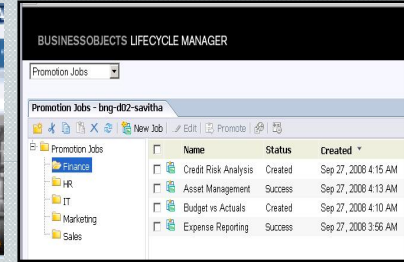 BUSINESSOBJECTS LIFECYCLE MANAGER
Promotion Jobs
Promotion Jobs - bng-d02-savitha
New Job Edit Promote
Promotion Jobs
Name Status Created
Finance
Credit Risk Analysis Created Sep 27, 2008 4:15 AM
HR
Asset Management Success Sep 27, 2008 4:13 AM
IT
Budget vs Actuals Created Sep 27, 2008 4:10 AM
Marketing
Expense Reporting Success Sep 27, 2008 3:56 AM
Sales